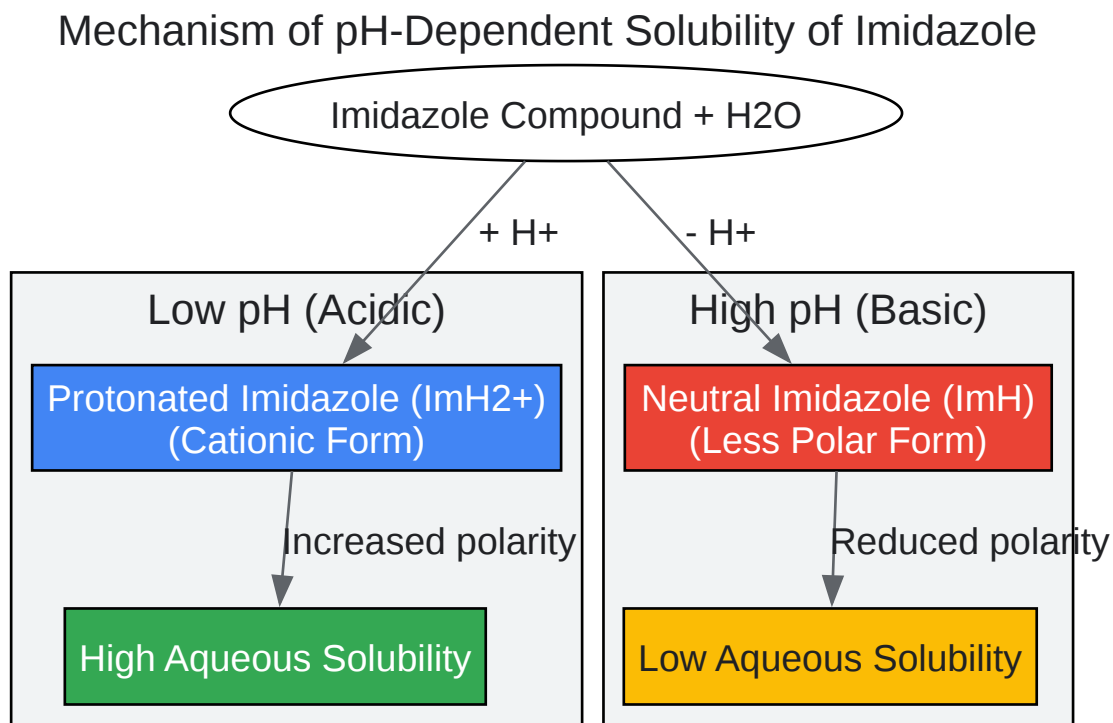 Mechanism of pH-Dependent Solubility of Imidazole
Imidazole Compound + H2O
+ H+
- H+
Low pH (Acidic)
High pH (Basic)
Protonated Imidazole (ImH2+)
(Cationic Form)
Neutral Imidazole (ImH)
(Less Polar Form)
Increased polarity
Reduced polarity
High Aqueous Solubility
Low Aqueous Solubility